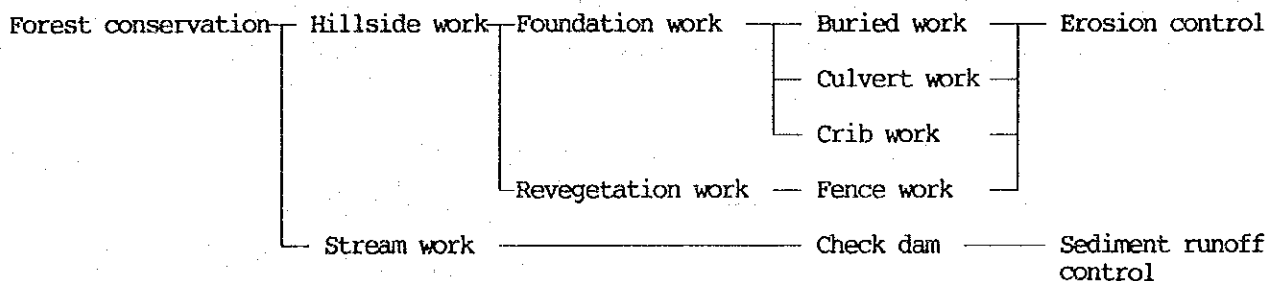 Forest conservation Hillside work Foundation work Buried work Erosion control
Culvert work
Crib work
Revegetation work Fence work
Stream work Check dam Sediment runoff
control